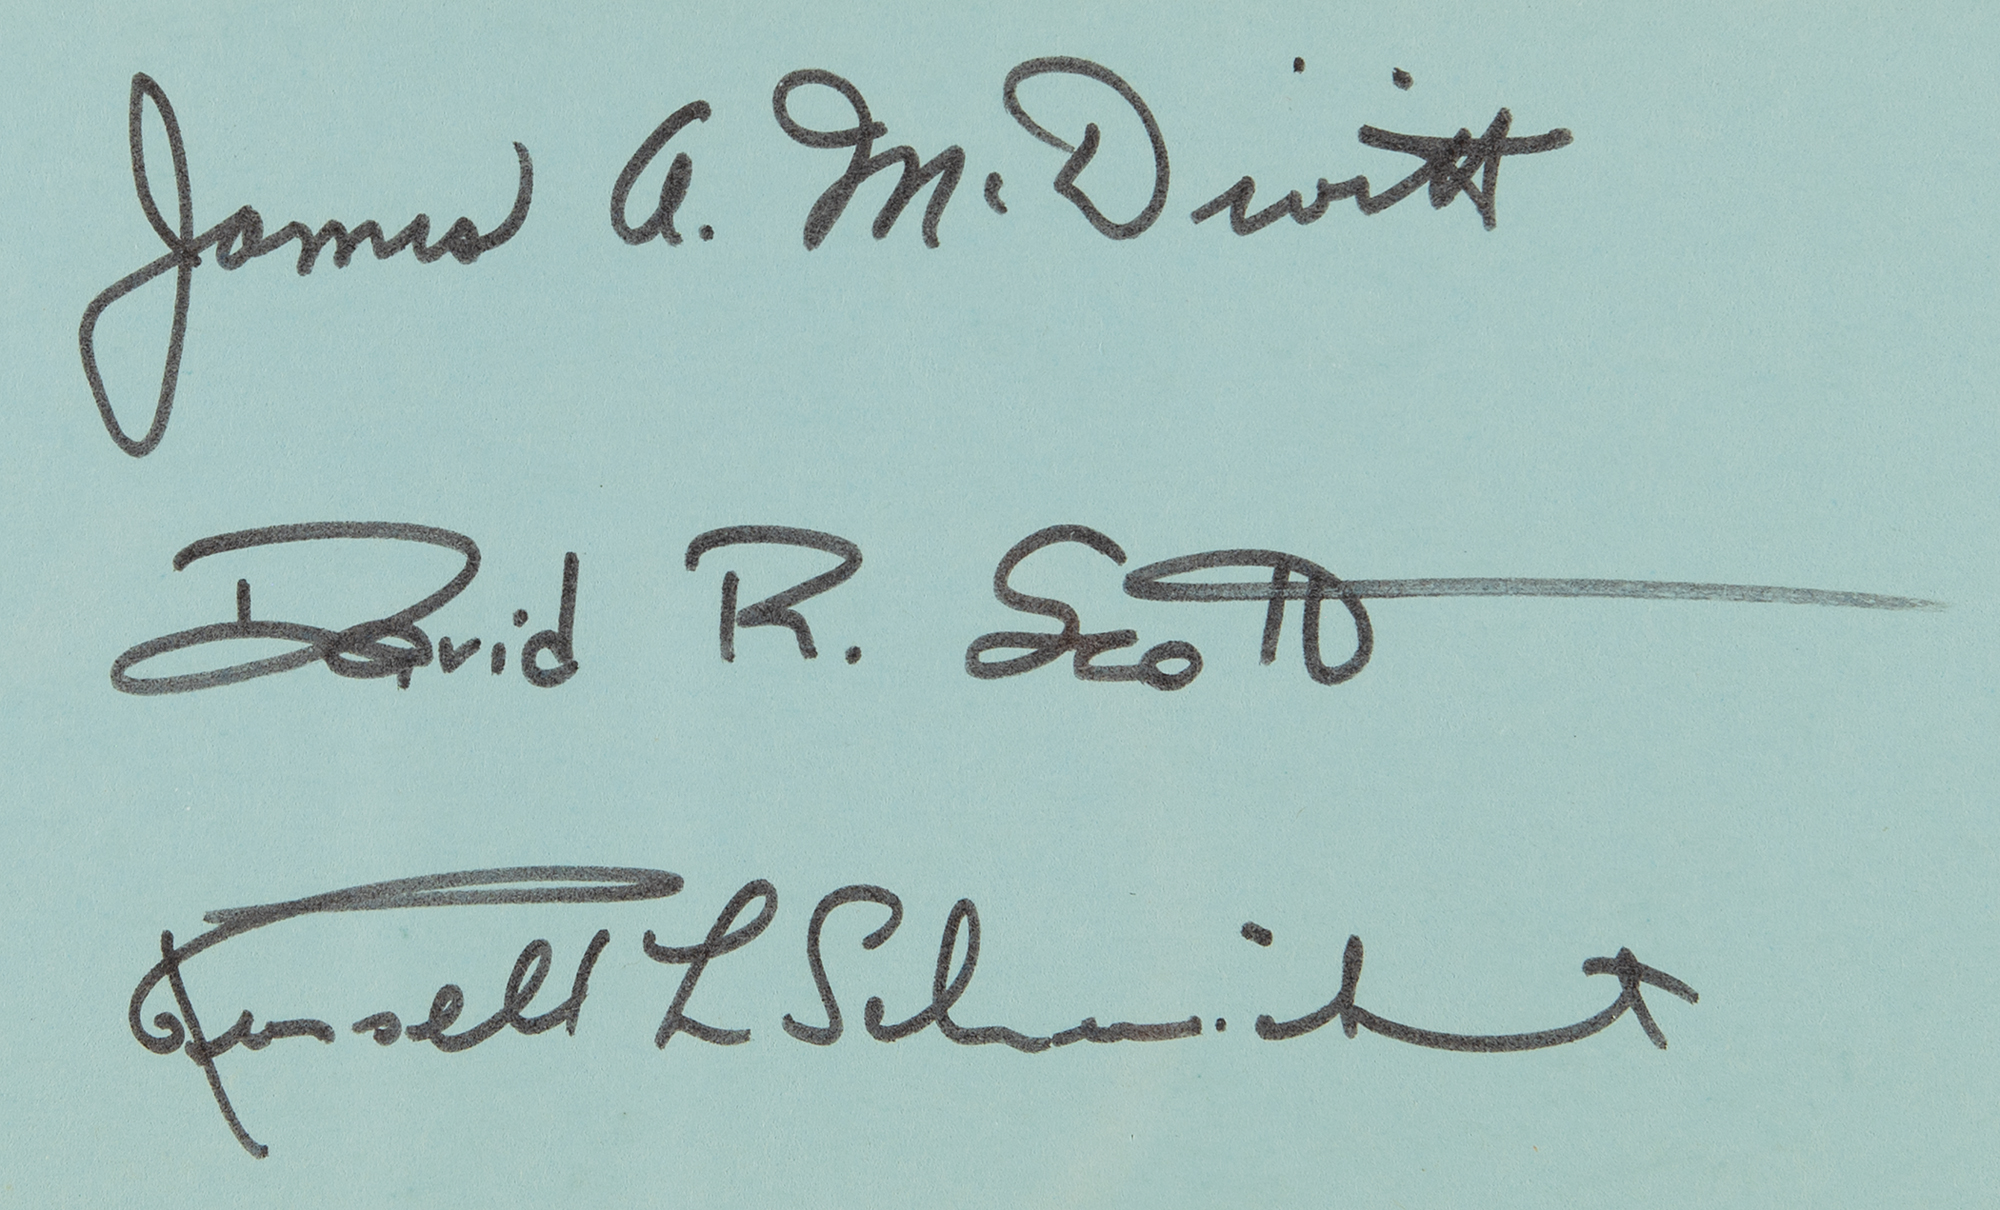 James A. McDivitt
David R. Scott
Russell L Schweickart